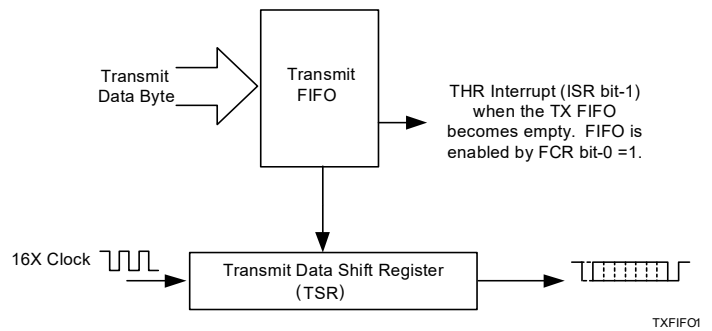 Transmit
Data Byte
Transmit
FIFO
THR Interrupt (ISR bit-1)
when the TX FIFO
becomes empty. FIFO is
enabled by FCR bit-0 =1.
16X Clock
Transmit Data Shift Register
(TSR)
TXFIFO1